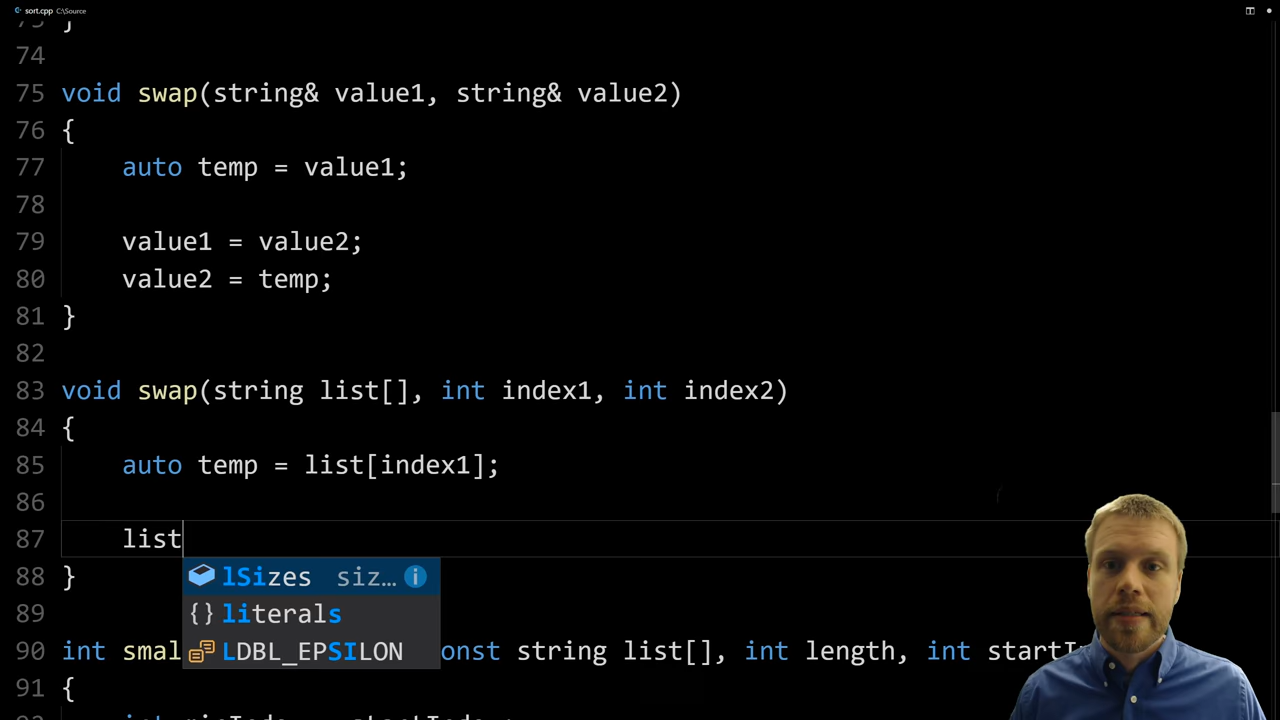 sort.cpp C:\Source
73 }
74
75 void swap(string& value1, string& value2)
76 {
77 auto temp = value1;
78
79 value1 = value2;
80 value2 = temp;
81 }
82
83 void swap(string list[], int index1, int index2)
84 {
85 auto temp = list[index1];
86
87 list
lSizes siz…
88 }
{} literals
89
90 int smal
LDBL_EPSILON
onst string list[], int length, int startI
91 {